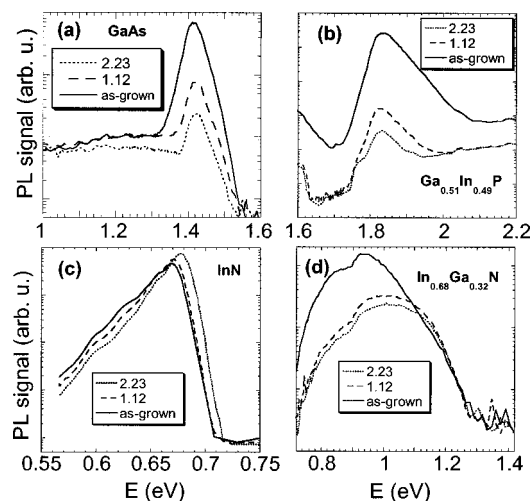 (a) GaAs
2.23
1.12
as-grown
PL signal (arb. u.)
1 1.2 1.4 1.6
(b)
2.23
1.12
as-grown
Ga0.51In0.49P
1.6 1.8 2 2.2
(c) InN
2.23
1.12
as-grown
PL signal (arb. u.)
0.55 0.6 0.65 0.7 0.75
E (eV)
(d) In0.68Ga0.32N
2.23
1.12
as-grown
0.8 1 1.2 1.4
E (eV)